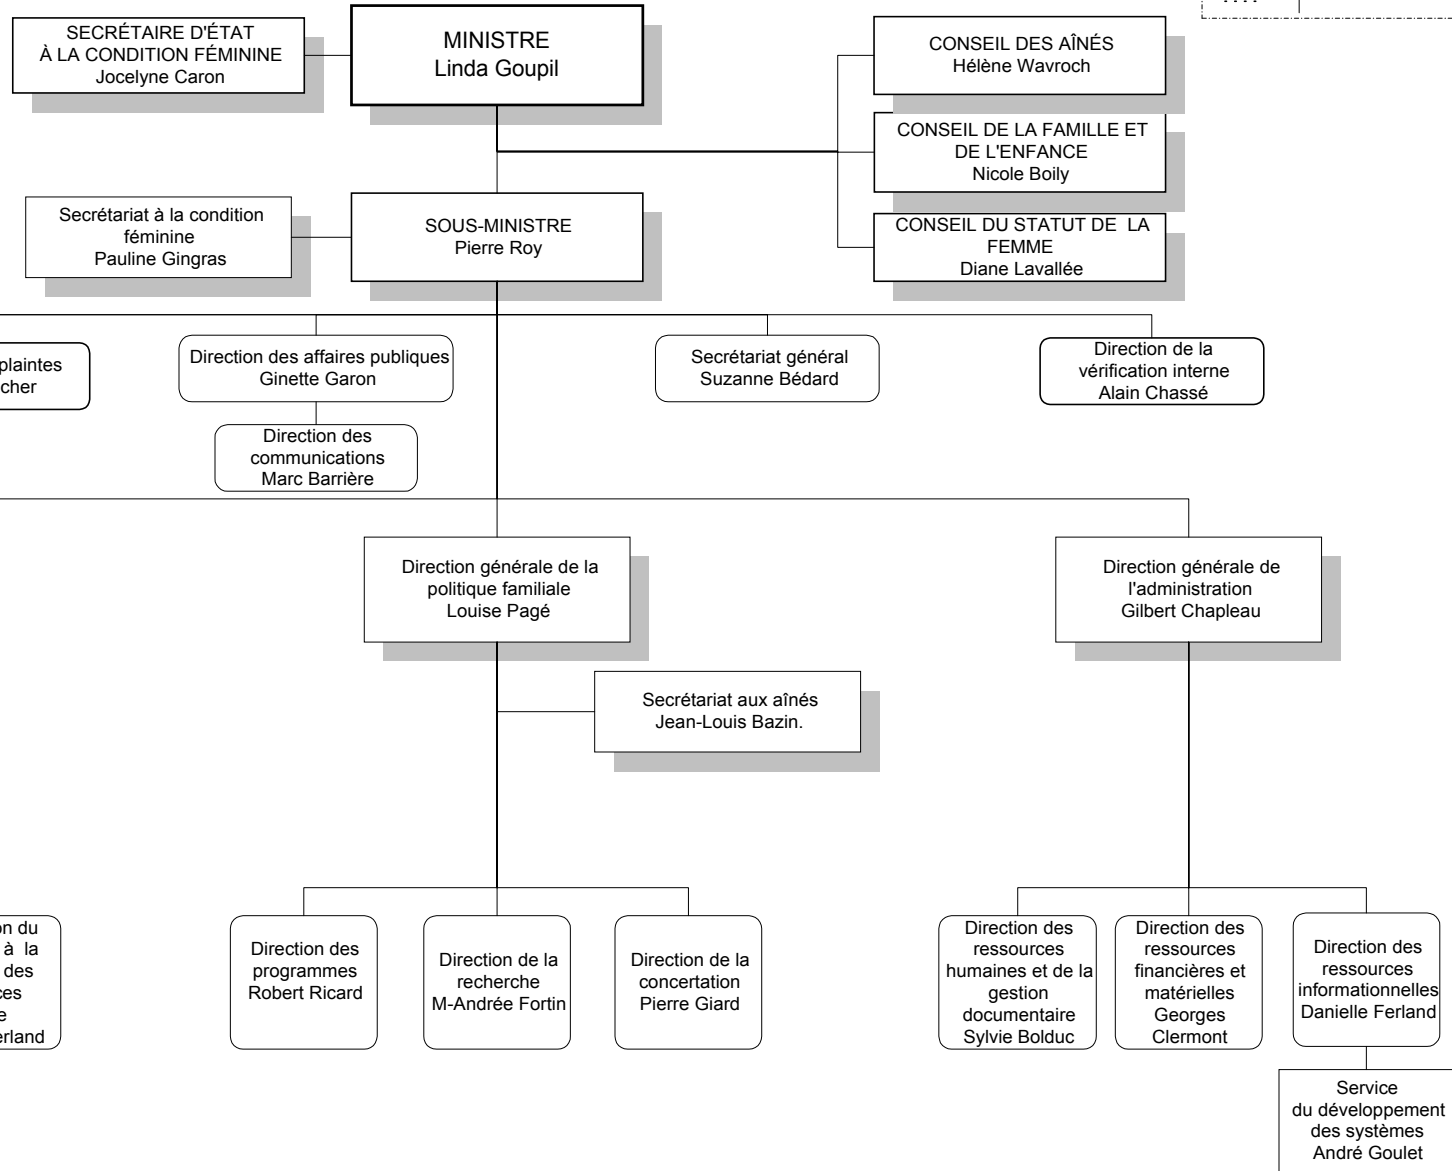 SECRÉTAIRE D'ÉTAT
À LA CONDITION FÉMININE
Jocelyne Caron
MINISTRE
Linda Goupil
CONSEIL DES AÎNÉS
Hélène Wavroch
CONSEIL DE LA FAMILLE ET
DE L'ENFANCE
Nicole Boily
Secrétariat à la condition
féminine
Pauline Gingras
SOUS-MINISTRE
Pierre Roy
CONSEIL DU STATUT DE LA
FEMME
Diane Lavallée
plaintes
cher
Direction des affaires publiques
Ginette Garon
Secrétariat général
Suzanne Bédard
Direction de la
vérification interne
Alain Chassé
Direction des
communications
Marc Barrière
Direction générale de la
politique familiale
Louise Pagé
Direction générale de
l'administration
Gilbert Chapleau
Secrétariat aux aînés
Jean-Louis Bazin.
on du
à la
des
ces
e
erland
Direction des
programmes
Robert Ricard
Direction de la
recherche
M-Andrée Fortin
Direction de la
concertation
Pierre Giard
Direction des
ressources
humaines et de la
gestion
documentaire
Sylvie Bolduc
Direction des
ressources
financières et
matérielles
Georges
Clermont
Direction des
ressources
informationnelles
Danielle Ferland
Service
du développement
des systèmes
André Goulet